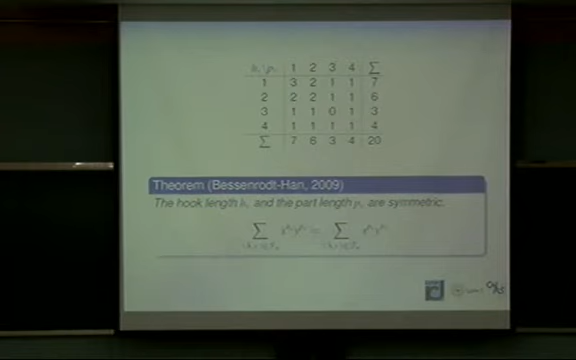 1 2 3 4 ∑
1 3 2 1 1 7
2 2 2 1 1 6
3 1 1 0 1 3
4 1 1 1 1 4
∑ 7 6 3 4 20
Theorem (Bessenrodt-Han, 2009)
The hook length and the part length are symmetric.
∑ = ∑